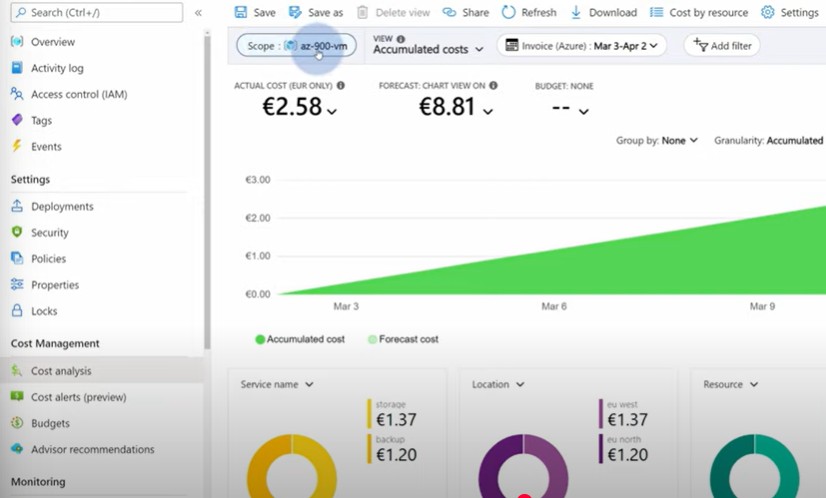 Search (Ctrl+/)
«
Save
Save as
Delete view
Share
Refresh
Download
Cost by resource
Settings
Overview
Activity log
Access control (IAM)
Tags
Events
Settings
Deployments
Security
Policies
Properties
Locks
Cost Management
Cost analysis
Cost alerts (preview)
Budgets
Advisor recommendations
Monitoring
Scope : az-900-vm
VIEW
Accumulated costs
Invoice (Azure) : Mar 3-Apr 2
Add filter
ACTUAL COST (EUR ONLY)
€2.58
FORECAST: CHART VIEW ON
€8.81
BUDGET: NONE
--
Group by: None
Granularity: Accumulated
€3.00
€2.00
€1.00
€0.00
Mar 3
Mar 6
Mar 9
Accumulated cost
Forecast cost
Service name
storage
€1.37
backup
€1.20
Location
eu west
€1.37
eu north
€1.20
Resource